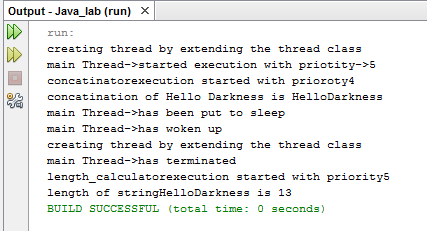 Output - Java_lab (run) ×
run:
creating thread by extending the thread class
main Thread->started execution with priotity->5
concatinatorexecution started with prioroty4
concatination of Hello Darkness is HelloDarkness
main Thread->has been put to sleep
main Thread->has woken up
creating thread by extending the thread class
main Thread->has terminated
length_calculatorexecution started with priority5
length of stringHelloDarkness is 13
BUILD SUCCESSFUL (total time: 0 seconds)